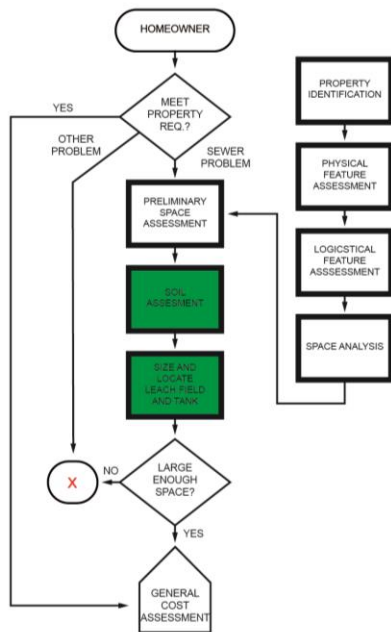 HOMEOWNER
YES
MEET
PROPERTY
REQ.?
OTHER
PROBLEM
SEWER
PROBLEM
PRELIMINARY
SPACE
ASSESSMENT
SOIL
ASSESMENT
SIZE AND
LOCATE
LEACH FIELD
AND TANK
X
NO
LARGE
ENOUGH
SPACE?
YES
GENERAL
COST
ASSESSMENT
PROPERTY
IDENTIFICATION
PHYSICAL
FEATURE
ASSESSMENT
LOGICSTICAL
FEATURE
ASSSESSMENT
SPACE ANALYSIS